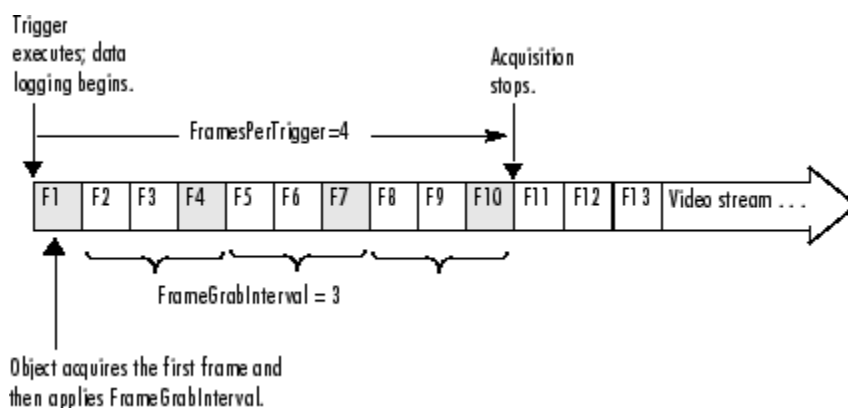 Trigger
executes; data
logging begins.
Acquisition
stops.
FramesPerTrigger=4
F1 F2 F3 F4 F5 F6 F7 F8 F9 F10 F11 F12 F13 Video stream . . .
FrameGrabInterval = 3
Object acquires the first frame and
then applies FrameGrabInterval.